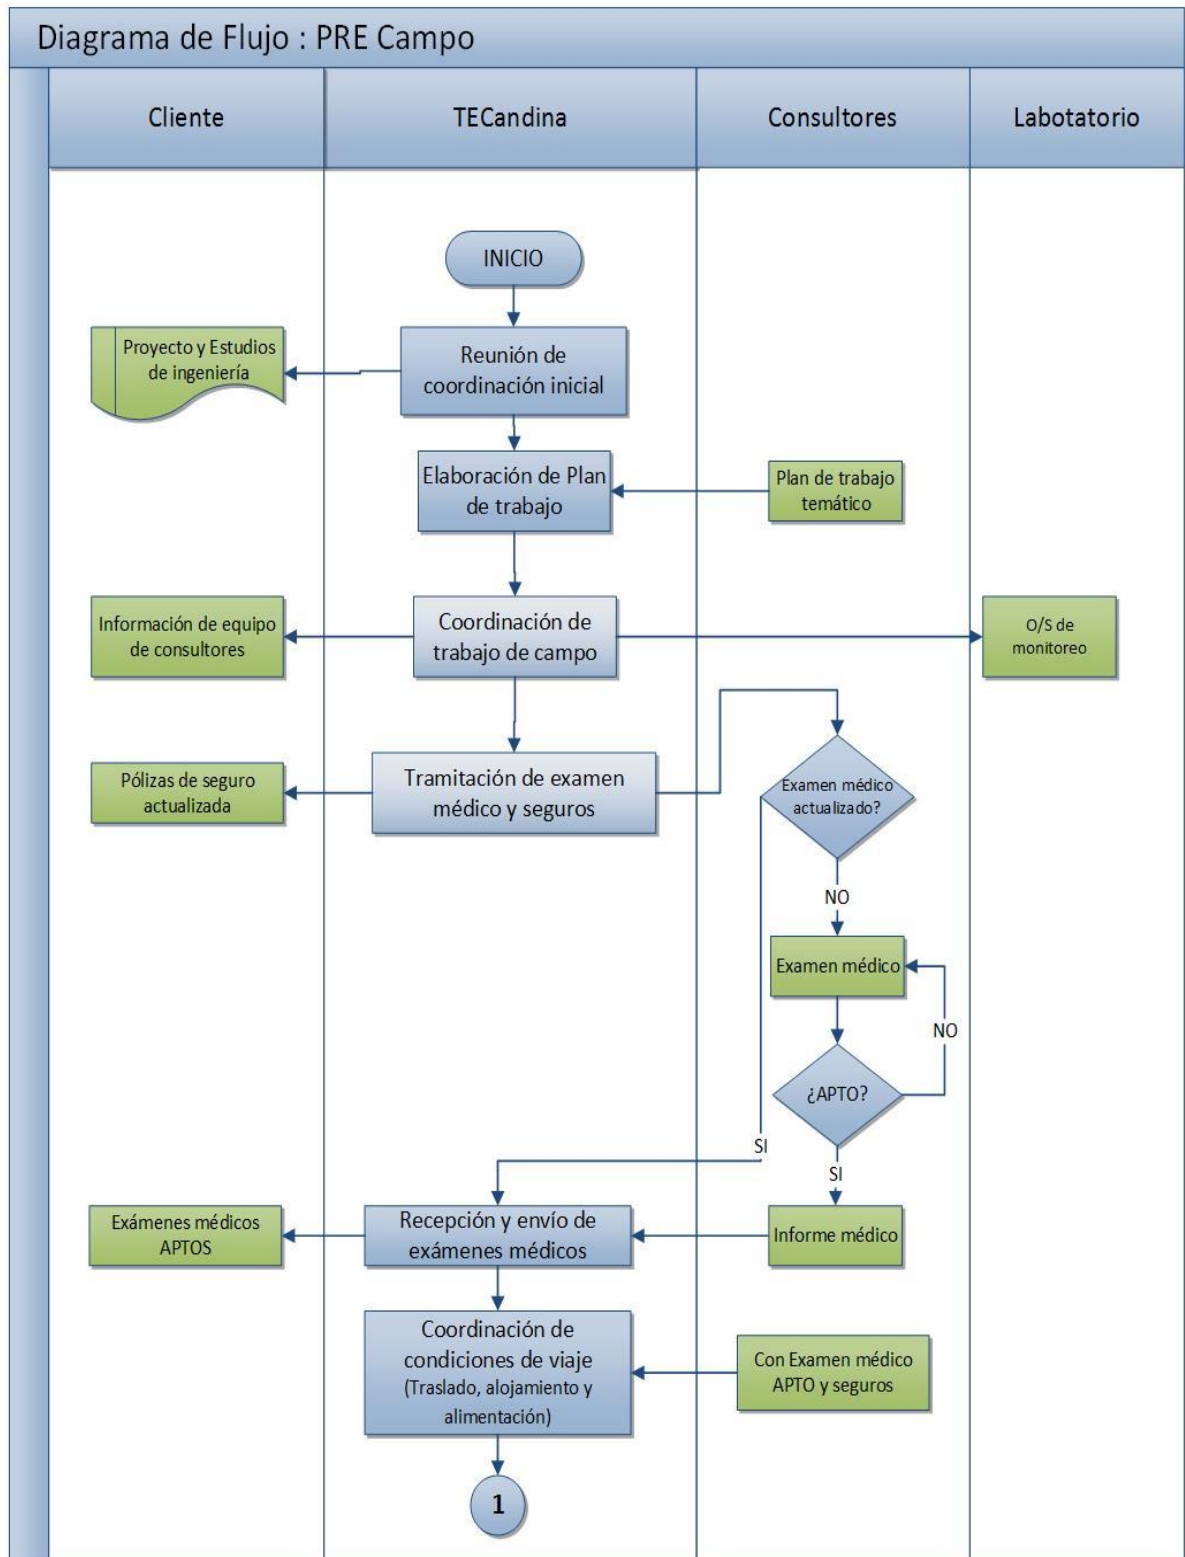 Diagrama de Flujo : PRE Campo
Cliente
TECandina
Consultores
Labotatorio
INICIO
Proyecto y Estudios
de ingeniería
Reunión de
coordinación inicial
Elaboración de Plan
de trabajo
Plan de trabajo
temático
Información de equipo
de consultores
Coordinación de
trabajo de campo
O/S de
monitoreo
Pólizas de seguro
actualizada
Tramitación de examen
médico y seguros
Examen médico
actualizado?
NO
Examen médico
NO
¿APTO?
SI
SI
Exámenes médicos
APTOS
Recepción y envío de
exámenes médicos
Informe médico
Coordinación de
condiciones de viaje
(Traslado, alojamiento y
alimentación)
Con Examen médico
APTO y seguros
1